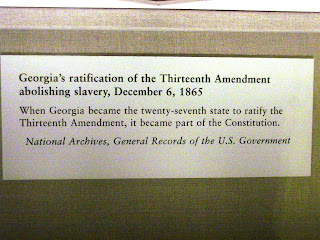 Georgia's ratification of the Thirteenth Amendment
abolishing slavery, December 6, 1865
When Georgia became the twenty-seventh state to ratify the
Thirteenth Amendment, it became part of the Constitution.
National Archives, General Records of the U.S. Government